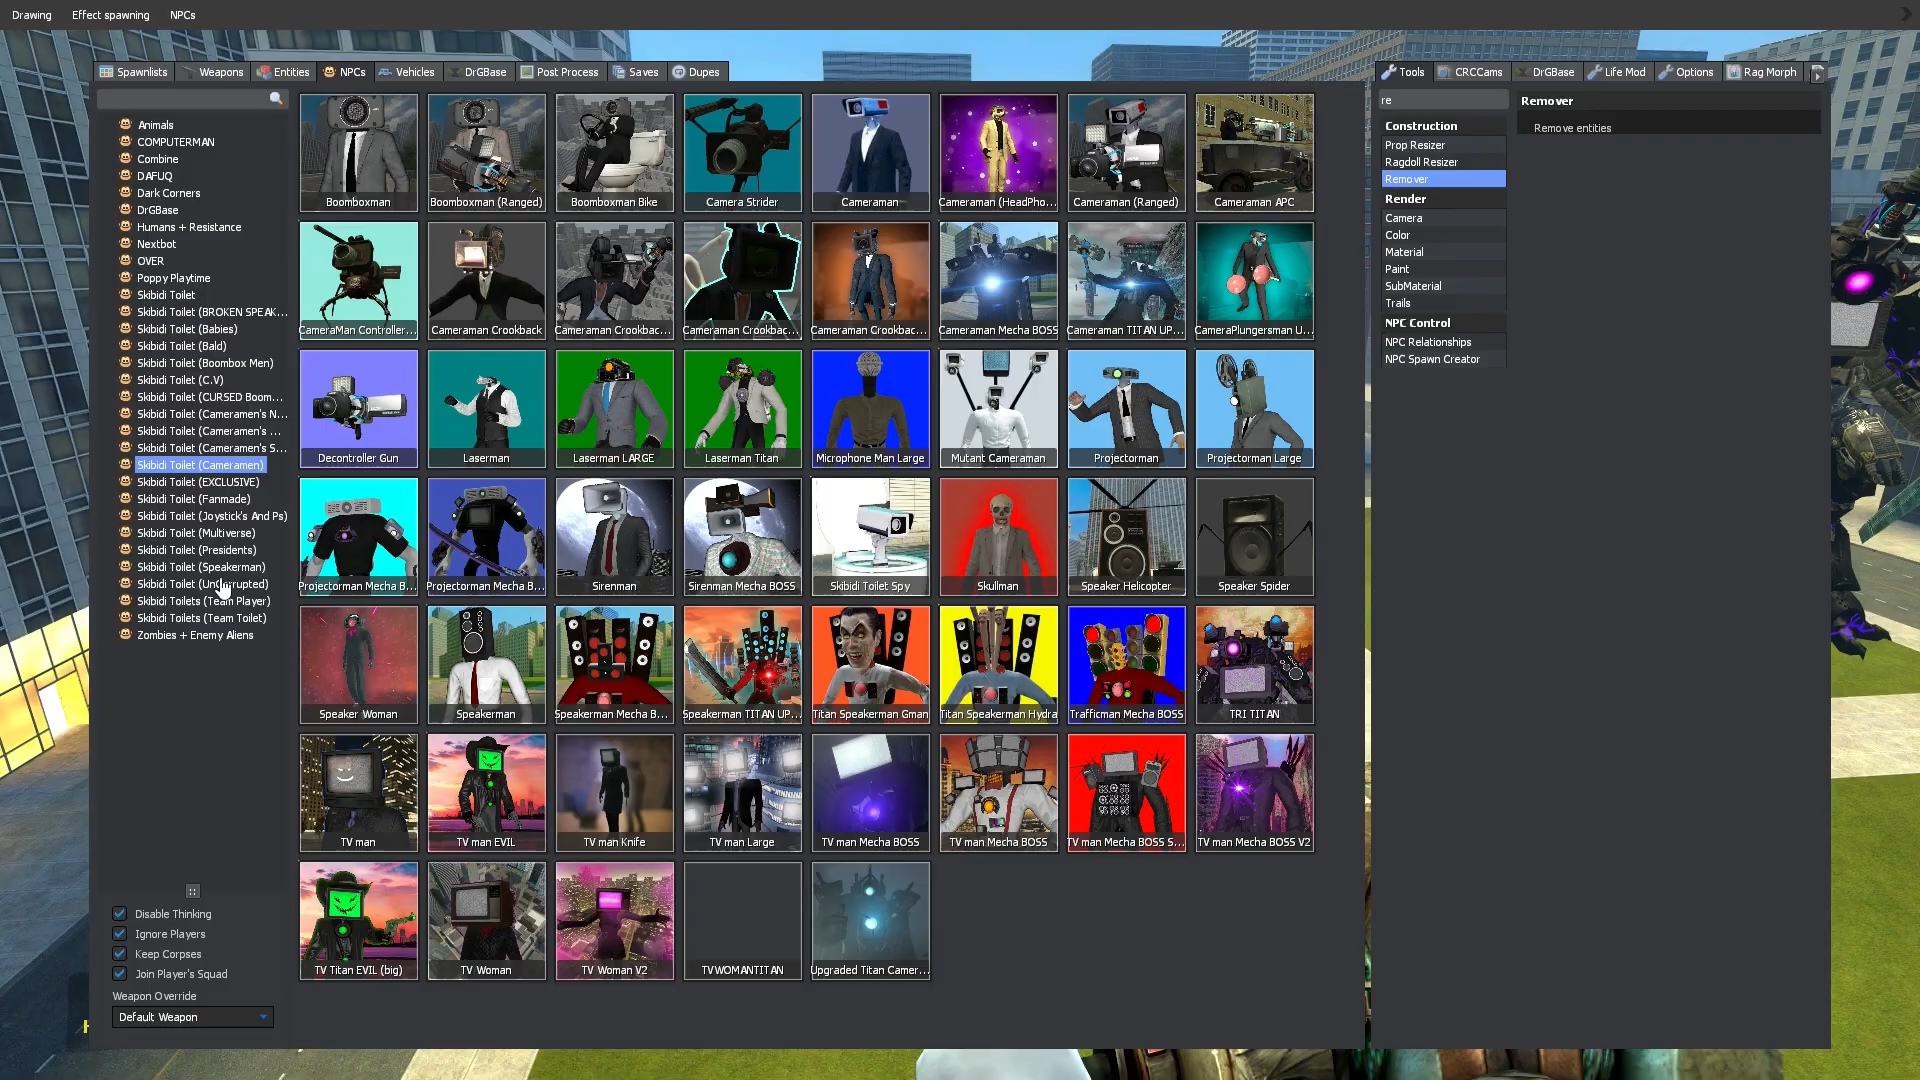 Drawing Effect spawning NPCs
Spawnlists Weapons Entities NPCs Vehicles DrGBase Post Process Saves Dupes
Animals
COMPUTERMAN
Combine
DAFUQ
Dark Corners
DrGBase
Humans + Resistance
Nextbot
OVER
Poppy Playtime
Skibidi Toilet
Skibidi Toilet (BROKEN SPEAK...
Skibidi Toilet (Babies)
Skibidi Toilet (Bald)
Skibidi Toilet (Boombox Men)
Skibidi Toilet (C.V)
Skibidi Toilet (CURSED Boom...
Skibidi Toilet (Cameramen's N...
Skibidi Toilet (Cameramen's ...
Skibidi Toilet (Cameramen's S...
Skibidi Toilet (Cameramen)
Skibidi Toilet (EXCLUSIVE)
Skibidi Toilet (Fanmade)
Skibidi Toilet (Joystick's And Ps)
Skibidi Toilet (Multiverse)
Skibidi Toilet (Presidents)
Skibidi Toilet (Speakerman)
Skibidi Toilet
Skibidi Toilets (Team Player)
Skibidi Toilets (Team Toilet)
Zombies + Enemy Aliens
Disable Thinking
Ignore Players
Keep Corpses
Join Player's Squad
Weapon Override
Default Weapon
Boomboxman Boomboxman (Ranged) Boomboxman Bike Camera Strider Cameraman Cameraman (HeadPho... Cameraman (Ranged) Cameraman APC
CameraMan Controller... Cameraman Crookback Cameraman Crookbac... Cameraman Crookbac... Cameraman Crookbac... Cameraman Mecha BOSS Cameraman TITAN UP... CameraPlungersman U...
Decontroller Gun Laserman Laserman LARGE Laserman Titan Microphone Man Large Mutant Cameraman Projectorman Projectorman Large
Projectorman Mecha B... Projectorman Mecha B... Sirenman Sirenman Mecha BOSS Skibidi Toilet Spy Skullman Speaker Helicopter Speaker Spider
Speaker Woman Speakerman Speakerman Mecha B... Speakerman TITAN UP... Titan Speakerman Gman Titan Speakerman Hydra Trafficman Mecha BOSS TRI TITAN
TV man TV man EVIL TV man Knife TV man Large TV man Mecha BOSS TV man Mecha BOSS TV man Mecha BOSS S... TV man Mecha BOSS V2
TV Titan EVIL (big) TV Woman TV Woman V2 TVWOMANTITAN Upgraded Titan Camer...
Tools CRCCams DrGBase Life Mod Options Rag Morph
re
Construction
Prop Resizer
Ragdoll Resizer
Remover
Render
Camera
Color
Material
Paint
SubMaterial
Trails
NPC Control
NPC Relationships
NPC Spawn Creator
Remover
Remove entities